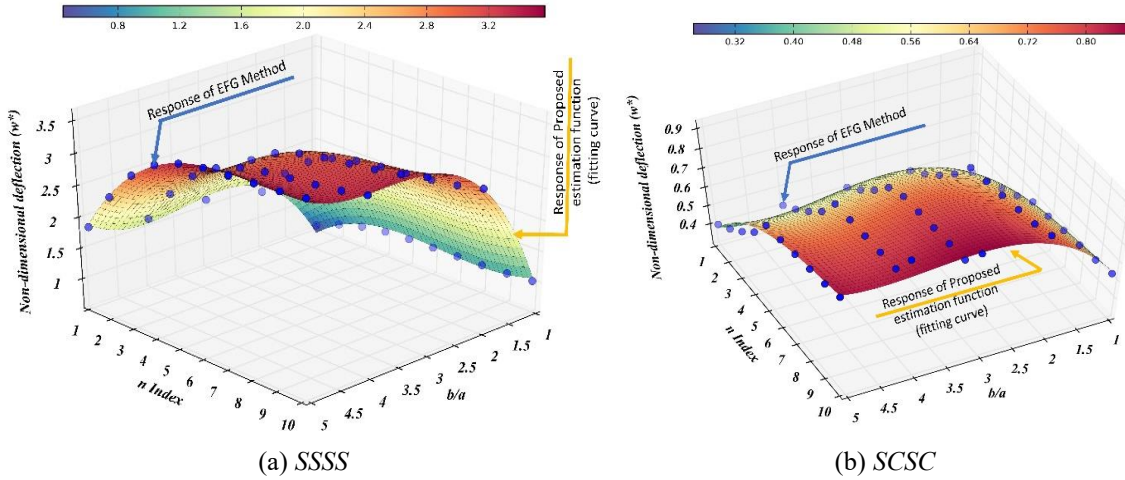 0.8 1.6 2.0 2.4 2.8 3.2
0.32 0.40 0.48 0.56 0.64 0.72 0.80
Response of EFG Method
Response of Proposed
estimation function
(fitting curve)
Non-dimensional deflection (w*)
3.5
3
2.5
2
1.5
1
1 2 3 4 5 6 7 8 9 10
n Index
5 4.5 4 3.5 3 2.5 2 1.5 1
b/a
(a) SSSS
Response of EFG Method
Response of Proposed
estimation function
(fitting curve)
Non-dimensional deflection (w*)
0.9
0.8
0.7
0.6
0.5
0.4
1 2 3 4 5 6 7 8 9 10
n Index
5 4.5 4 3.5 3 2.5 2 1.5 1
b/a
(b) SCSC